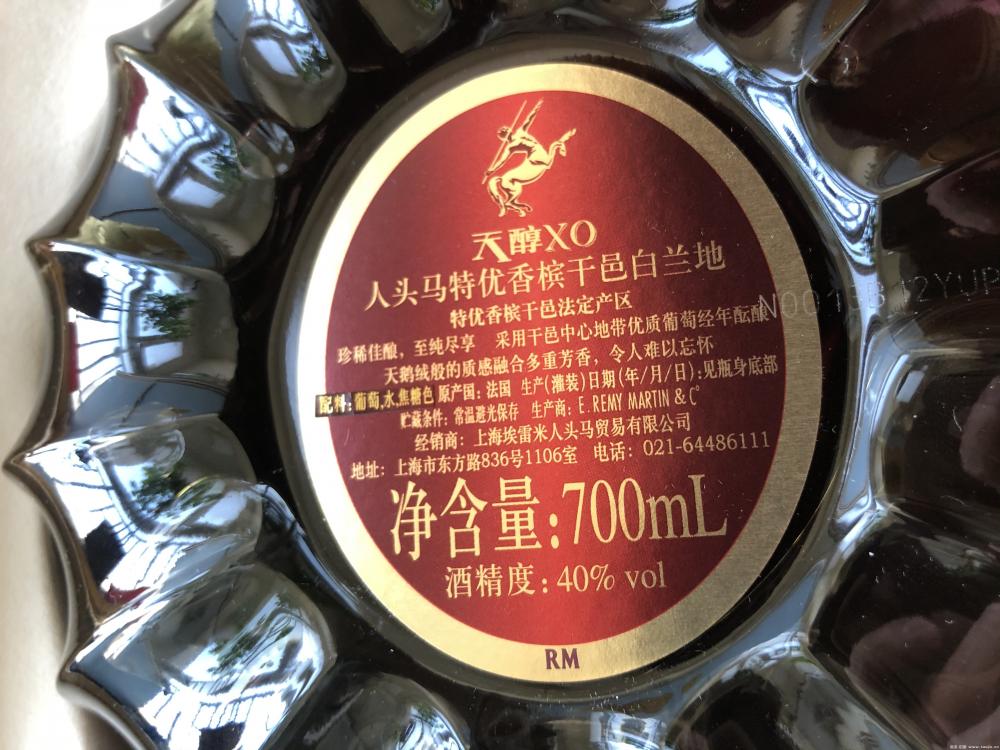 天醇XO
人头马特优香槟干邑白兰地
特优香槟干邑法定产区
珍稀佳酿，至纯尽享 采用干邑中心地带优质葡萄经年酝酿
天鹅绒般的质感融合多重芳香，令人难以忘怀
配料：葡萄,水,焦糖色 原产国：法国 生产(灌装)日期(年/月/日):见瓶身底部
贮藏条件：常温避光保存 生产商：E. REMY MARTIN & C°
经销商：上海埃雷米人头马贸易有限公司
地址：上海市东方路836号1106室 电话：021-64486111
净含量:700mL
酒精度：40% vol
RM